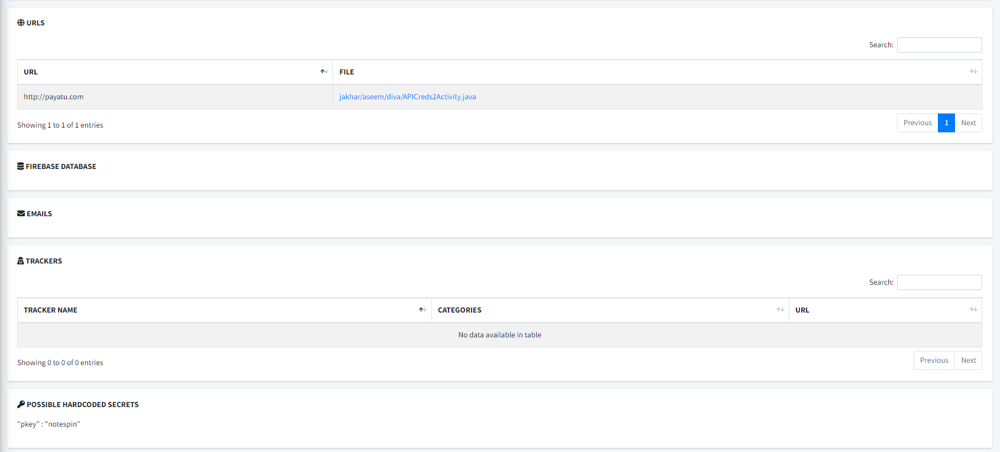 URLS
Search:
URL FILE
http://payatu.com jakhar/aseem/diva/APICreds2Activity.java
Showing 1 to 1 of 1 entries Previous 1 Next
FIREBASE DATABASE
EMAILS
TRACKERS
Search:
TRACKER NAME CATEGORIES URL
No data available in table
Showing 0 to 0 of 0 entries Previous Next
POSSIBLE HARDCODED SECRETS
"pkey" : "notespin"